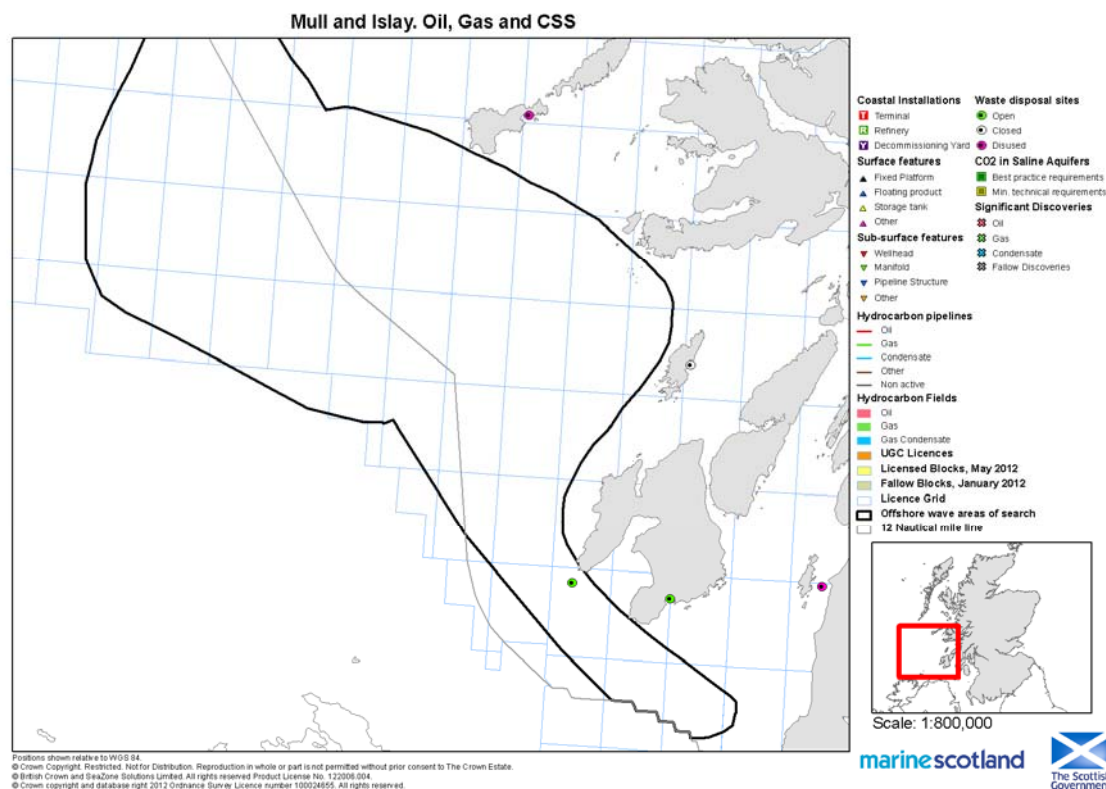 Mull and Islay. Oil, Gas and CSS
Coastal Installations
T Terminal
R Refinery
Y Decommissioning Yard
Surface features
Fixed Platform
Floating product
Storage tank
Other
Sub-surface features
Wellhead
Manifold
Pipeline Structure
Other
Hydrocarbon pipelines
Oil
Gas
Condensate
Other
Non active
Hydrocarbon Fields
Oil
Gas
Gas Condensate
UGC Licences
Licensed Blocks, May 2012
Fallow Blocks, January 2012
Licence Grid
Offshore wave areas of search
12 Nautical mile line
Waste disposal sites
Open
Closed
Disused
CO2 in Saline Aquifers
Best practice requirements
Min. technical requirements
Significant Discoveries
Oil
Gas
Condensate
Fallow Discoveries
Scale: 1:800,000
marinescotland
The Scottish
Government
Positions shown relative to WGS 84.
© Crown Copyright. Restricted. Not for Distribution. Reproduction in whole or part is not permitted without prior consent to The Crown Estate.
© British Crown and SeaZone Solutions Limited. All rights reserved Product License No. 122006.004.
© Crown copyright and database right 2012 Ordnance Survey Licence number 100024655. All rights reserved.